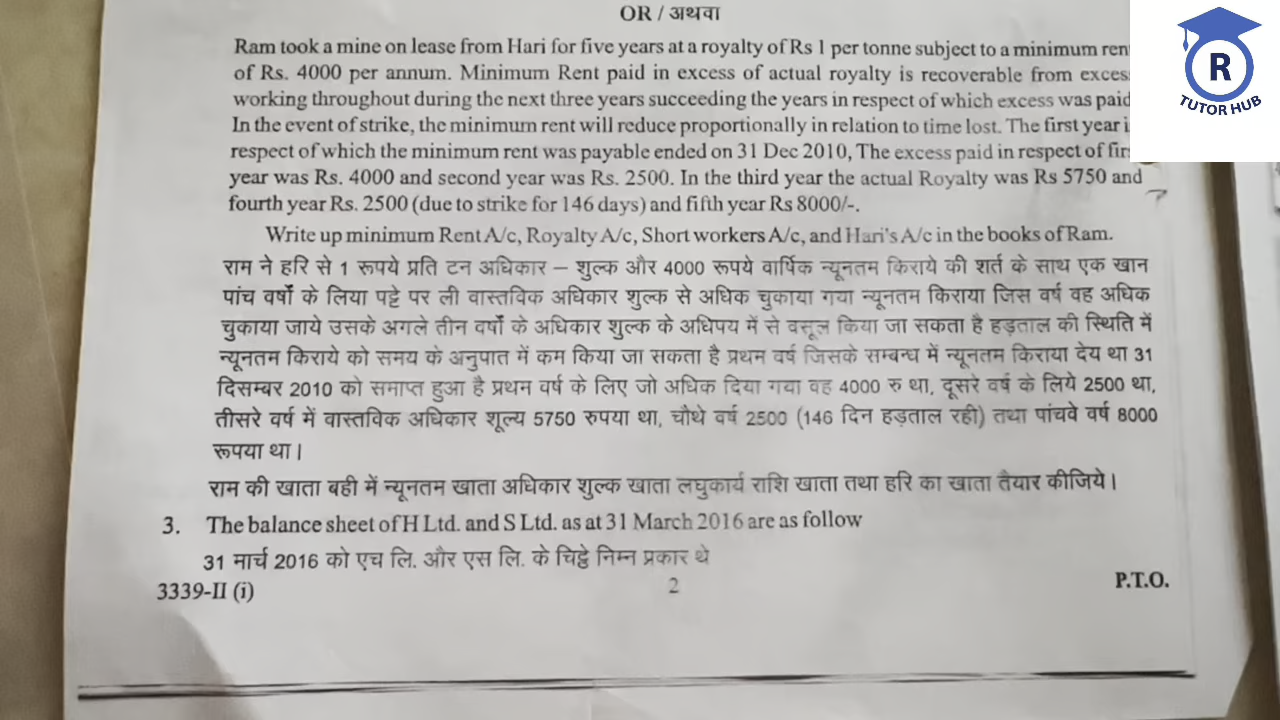 OR / अथवा
R
TUTOR HUB
Ram took a mine on lease from Hari for five years at a royalty of Rs 1 per tonne subject to a minimum
of Rs. 4000 per annum. Minimum Rent paid in excess of actual royalty is recoverable from
working throughout during the next three years succeeding the years in respect of which excess was paid
In the event of strike, the minimum rent will reduce proportionally in relation to time lost. The first year
respect of which the minimum rent was payable ended on 31 Dec 2010, The excess paid in respect of
year was Rs. 4000 and second year was Rs. 2500. In the third year the actual Royalty was Rs 5750 and
fourth year Rs. 2500 (due to strike for 146 days) and fifth year Rs 8000/-.
Write up minimum Rent A/c, Royalty A/c, Short workers A/c, and Hari's A/c in the books of Ram.
राम ने हरि से 1 रूपये प्रति टन अधिकार – शुल्क और 4000 रूपये वार्षिक न्यूनतम किराये की शर्त के साथ एक खान
पांच वर्षों के लिया पट्टे पर ली वास्तविक अधिकार शुल्क से अधिक चुकाया गया न्यूनतम किराया जिस वर्ष वह अधिक
चुकाया जाये उसके अगले तीन वर्षों के अधिकार शुल्क के अधिपय में से वसूल किया जा सकता है हड़ताल की स्थिति में
न्यूनतम किराये को समय के अनुपात में कम किया जा सकता है प्रथम वर्ष जिसके सम्बन्ध में न्यूनतम किराया देय था 31
दिसम्बर 2010 को समाप्त हुआ है प्रथन वर्ष के लिए जो अधिक दिया गया वह 4000 रु था, दूसरे वर्ष के लिये 2500 था,
तीसरे वर्ष में वास्तविक अधिकार शूल्य 5750 रुपया था, चौथे वर्ष 2500 (146 दिन हड़ताल रही) तथा पांचवे वर्ष 8000
रूपया था।
राम की खाता बही में न्यूनतम खाता अधिकार शुल्क खाता लघुकार्य राशि खाता तथा हरि का खाता तैयार कीजिये।
3. The balance sheet of H Ltd. and S Ltd. as at 31 March 2016 are as follow
31 मार्च 2016 को एच लि. और एस लि. के चिट्ठे निम्न प्रकार थे
3339-II (i) 2 P.T.O.